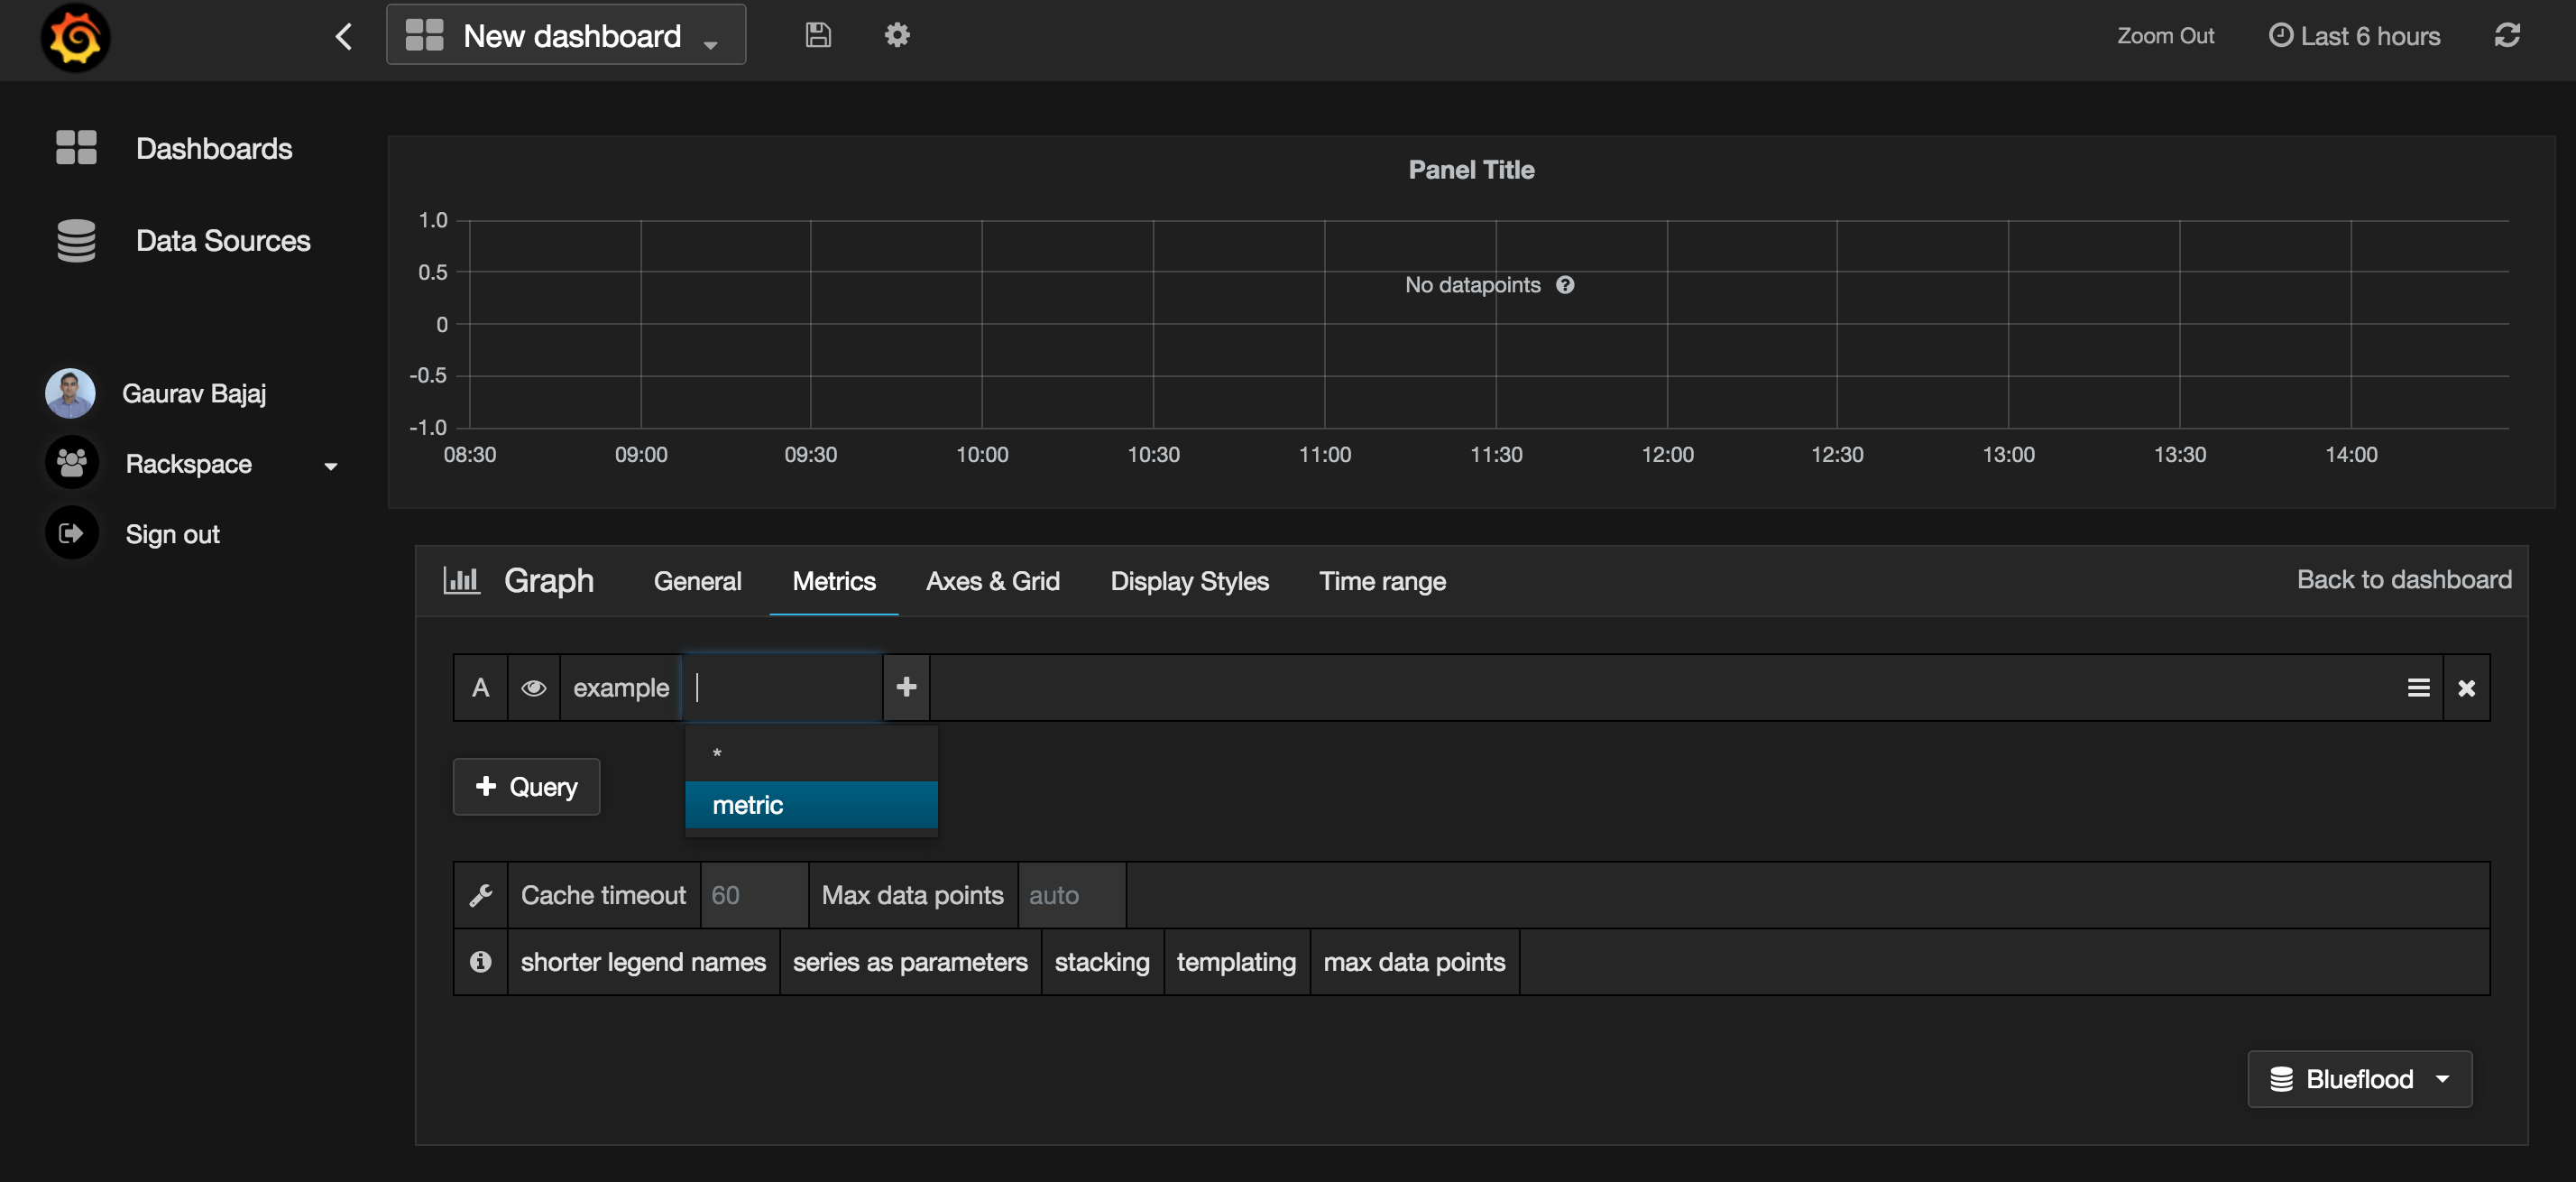 New dashboard
Zoom Out
Last 6 hours
Dashboards
Data Sources
Gaurav Bajaj
Rackspace
Sign out
Panel Title
1.0
0.5
0
-0.5
-1.0
No datapoints
08:30 09:00 09:30 10:00 10:30 11:00 11:30 12:00 12:30 13:00 13:30 14:00
Graph General Metrics Axes & Grid Display Styles Time range Back to dashboard
A example
*
metric
Query
Cache timeout 60 Max data points auto
shorter legend names series as parameters stacking templating max data points
Blueflood